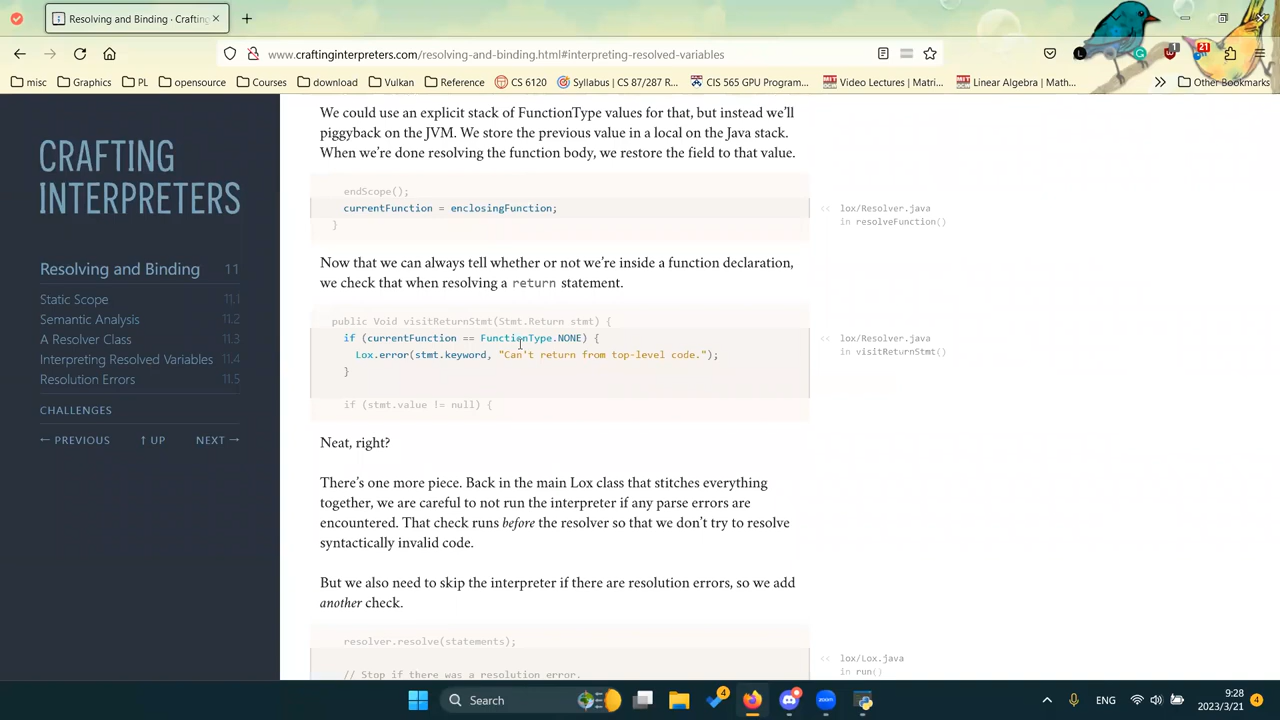 Resolving and Binding · Crafting
www.craftinginterpreters.com/resolving-and-binding.html#interpreting-resolved-variables
1
21
misc
Graphics
PL
opensource
Courses
download
Vulkan
Reference
CS 6120
Syllabus | CS 87/287 R...
CIS 565 GPU Program...
Video Lectures | Matri...
Linear Algebra | Math...
Other Bookmarks
CRAFTING
INTERPRETERS
Resolving and Binding 11
Static Scope 11.1
Semantic Analysis 11.2
A Resolver Class 11.3
Interpreting Resolved Variables 11.4
Resolution Errors 11.5
CHALLENGES
← PREVIOUS ↑ UP NEXT →
We could use an explicit stack of FunctionType values for that, but instead we’ll
piggyback on the JVM. We store the previous value in a local on the Java stack.
When we’re done resolving the function body, we restore the field to that value.
endScope();
currentFunction = enclosingFunction;
}
<< lox/Resolver.java
in resolveFunction()
Now that we can always tell whether or not we’re inside a function declaration,
we check that when resolving a return statement.
public Void visitReturnStmt(Stmt.Return stmt) {
if (currentFunction == FunctionType.NONE) {
Lox.error(stmt.keyword, "Can't return from top-level code.");
}
if (stmt.value != null) {
<< lox/Resolver.java
in visitReturnStmt()
Neat, right?
There’s one more piece. Back in the main Lox class that stitches everything
together, we are careful to not run the interpreter if any parse errors are
encountered. That check runs before the resolver so that we don’t try to resolve
syntactically invalid code.
But we also need to skip the interpreter if there are resolution errors, so we add
another check.
resolver.resolve(statements);
// Stop if there was a resolution error.
<< lox/Lox.java
in run()
Search
4
ENG
9:28
2023/3/21
4